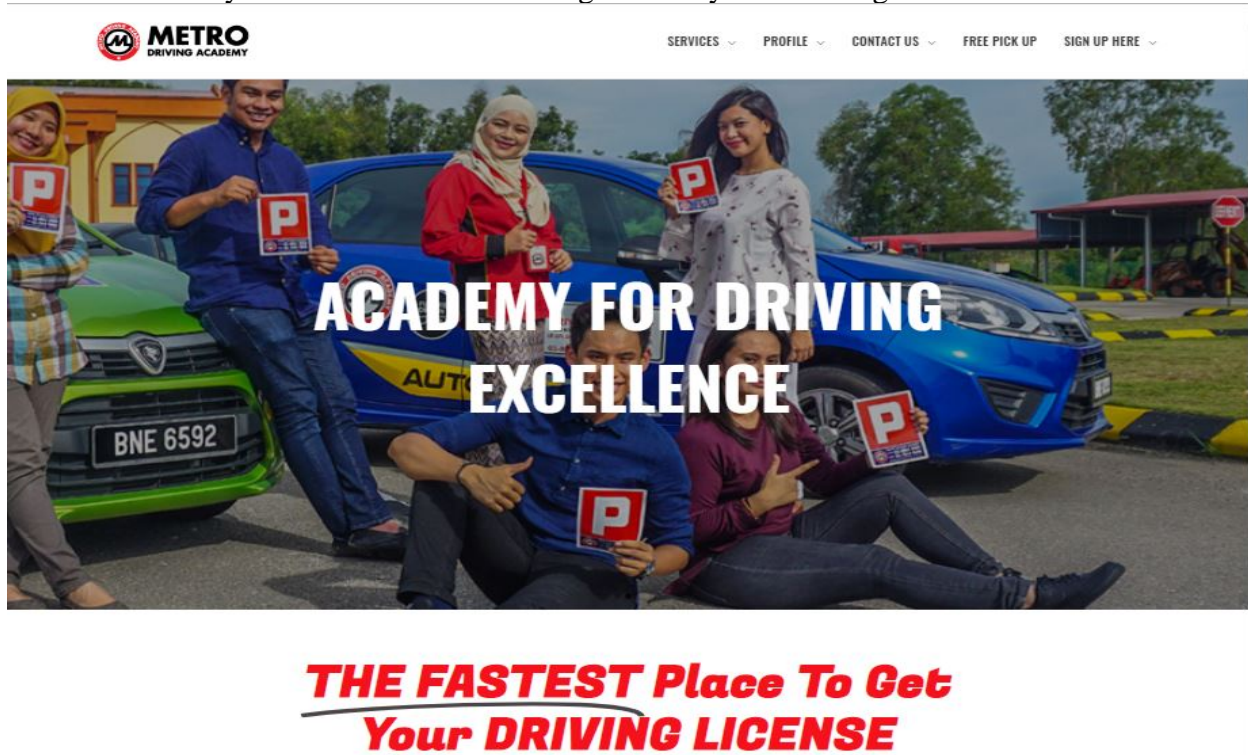 METRO
DRIVING ACADEMY
SERVICES
PROFILE
CONTACT US
FREE PICK UP
SIGN UP HERE
P
P
P
ACADEMY FOR DRIVING
EXCELLENCE
BNE 6592
P
P
THE FASTEST Place To Get
Your DRIVING LICENSE